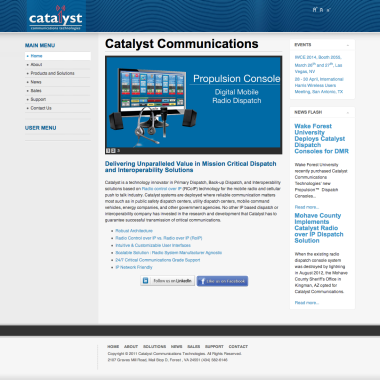 catalyst
communications technologies
MAIN MENU
Home
About
Products and Solutions
News
Sales
Support
Contact Us
USER MENU
Catalyst Communications
Propulsion Console
Digital Mobile
Radio Dispatch
Delivering Unparalleled Value in Mission Critical Dispatch
and Interoperability Solutions
Catalyst is a technology innovator in Primary Dispatch, Back-up Dispatch, and Interoperability
solutions based on Radio control over IP (RCoIP) technology for the mobile radio and cellular
push to talk industry. Catalyst systems are deployed where reliable communication matters
most such as in public safety dispatch centers, utility dispatch centers, mobile command
vehicles, energy companies, and other government agencies. No other IP based dispatch or
interoperability company has invested in the research and development that Catalyst has to
guarantee successful transmission of critical communications.
Robust Architecture
Radio Control over IP vs. Radio over IP (RoIP)
Intuitive & Customizable User Interfaces
Scalable Solution : Radio System Manufacturer Agnostic
24/7 Critical Communications Grade Support
IP Network Friendly
Follow us on LinkedIn
Like us on Facebook
EVENTS
IWCE 2014, Booth 3050,
March 26th and 27th, Las
Vegas, NV
28 - 30 April, International
Harris Wireless Users
Meeting, San Antonio, TX
NEWS FLASH
Wake Forest
University
Deploys Catalyst
Dispatch
Consoles for DMR
Wake Forest University
recently purchased Catalyst
Communications
Technologies' new
Propulsion™ Dispatch
Consoles...
Read more...
Mohave County
Implements
Catalyst Radio
over IP Dispatch
Solution
When the existing radio
dispatch console system
was destroyed by lightning
in August 2012, the Mohave
County Sheriff's Office in
Kingman, AZ opted for
Catalyst Communications.
Read more...
HOME ABOUT SOLUTIONS NEWS SALES SUPPORT CONTACT
Copyright © 2011 Catalyst Communications Technologies. All Rights Reserved.
2107 Graves Mill Road, Mail Stop D, Forest, VA 24551 (434) 582-6146